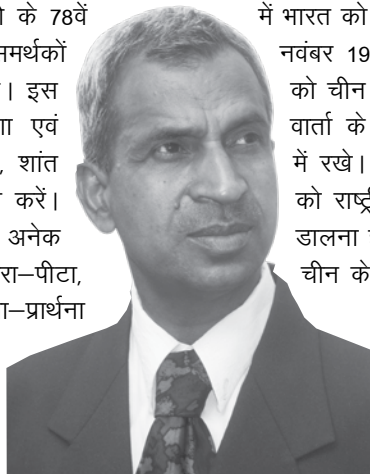 के 78वें
समर्थकों
। इस
एवं
, शांत
करें।
अनेक
रा–पीटा,
–प्रार्थना
में भारत को
नवंबर 19
को चीन
वार्ता के
में रखे।
को राष्ट्री
डालना
चीन के